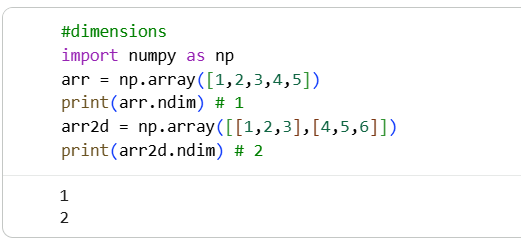 #dimensions
import numpy as np
arr = np.array([1,2,3,4,5])
print(arr.ndim) # 1
arr2d = np.array([[1,2,3],[4,5,6]])
print(arr2d.ndim) # 2
1
2